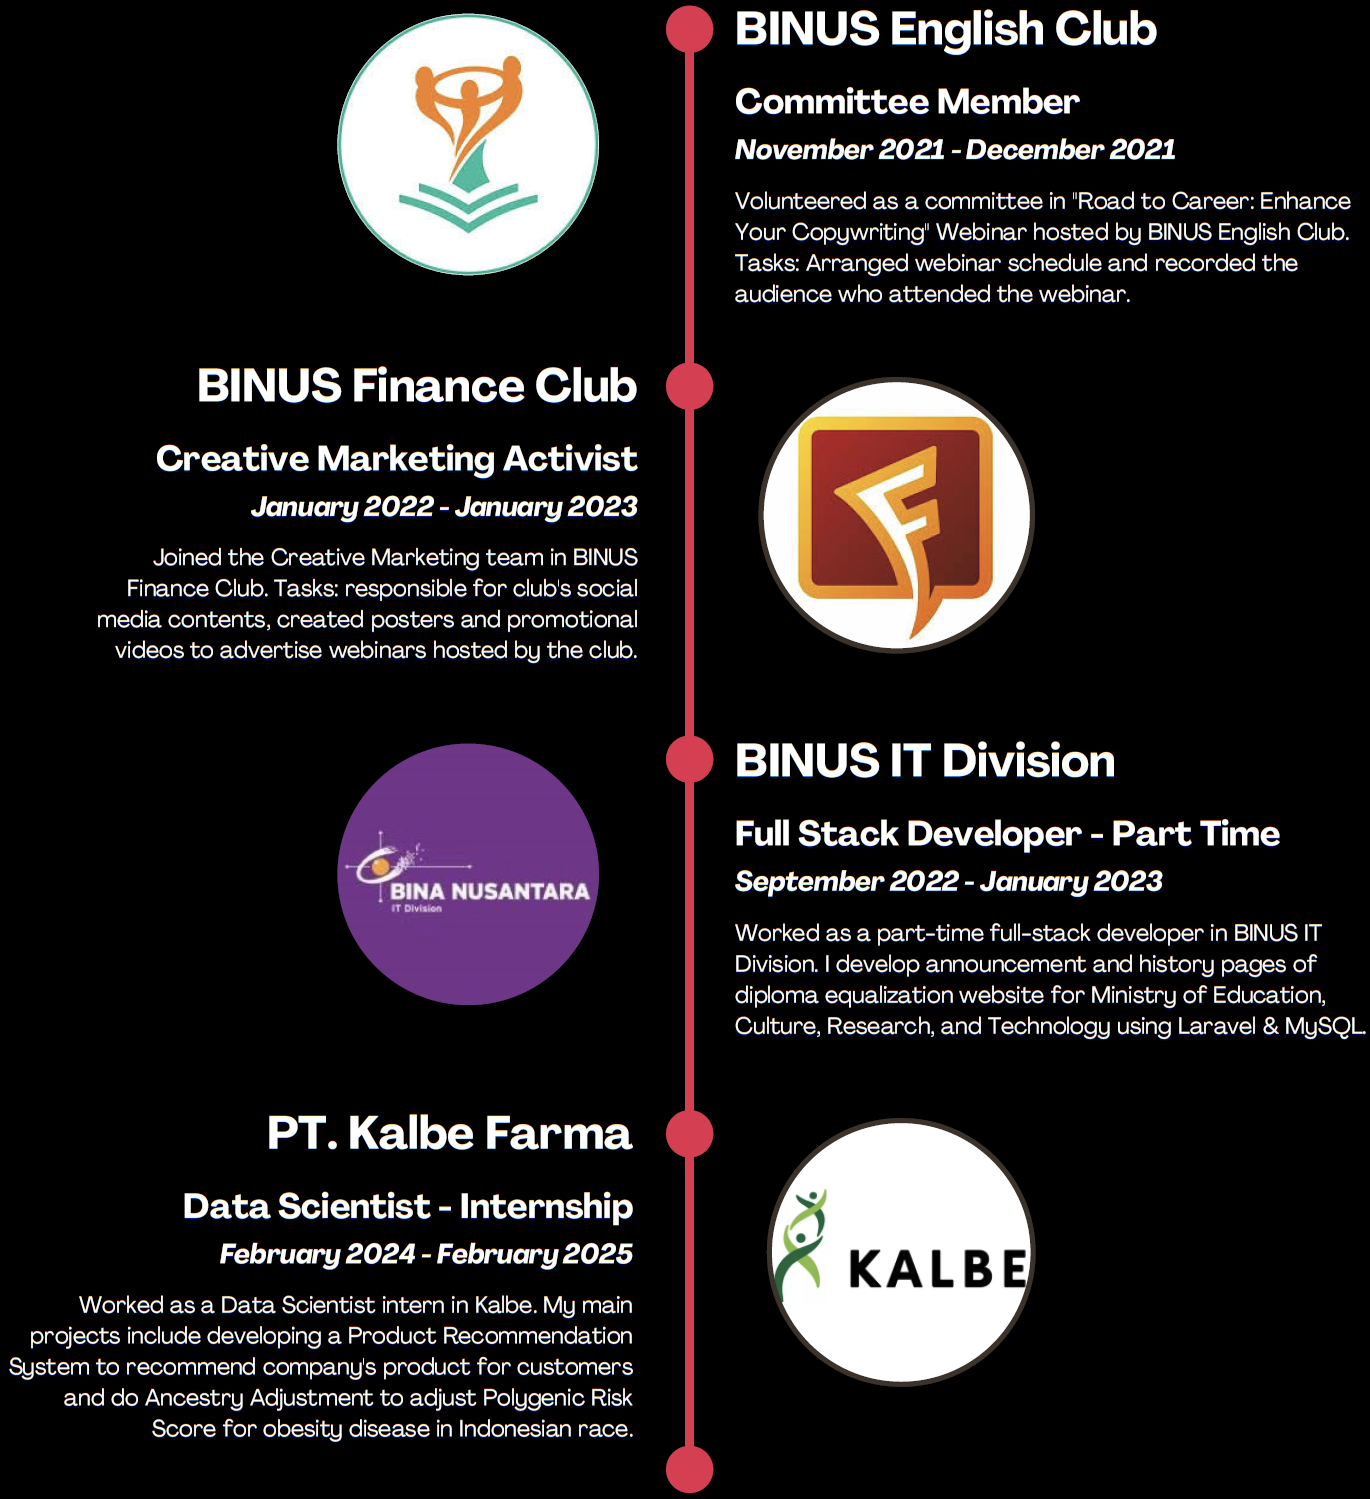 BINUS English Club
Committee Member
November 2021 - December 2021
Volunteered as a committee in "Road to Career: Enhance
Your Copywriting" Webinar hosted by BINUS English Club.
Tasks: Arranged webinar schedule and recorded the
audience who attended the webinar.
BINUS Finance Club
Creative Marketing Activist
January 2022 - January 2023
Joined the Creative Marketing team in BINUS
Finance Club. Tasks: responsible for club's social
media contents, created posters and promotional
videos to advertise webinars hosted by the club.
F
BINA NUSANTARA
IT Division
BINUS IT Division
Full Stack Developer - Part Time
September 2022 - January 2023
Worked as a part-time full-stack developer in BINUS IT
Division. I develop announcement and history pages of
diploma equalization website for Ministry of Education,
Culture, Research, and Technology using Laravel & MySQL.
PT. Kalbe Farma
Data Scientist - Internship
February 2024 - February 2025
Worked as a Data Scientist intern in Kalbe. My main
projects include developing a Product Recommendation
System to recommend company's product for customers
and do Ancestry Adjustment to adjust Polygenic Risk
Score for obesity disease in Indonesian race.
KALBE